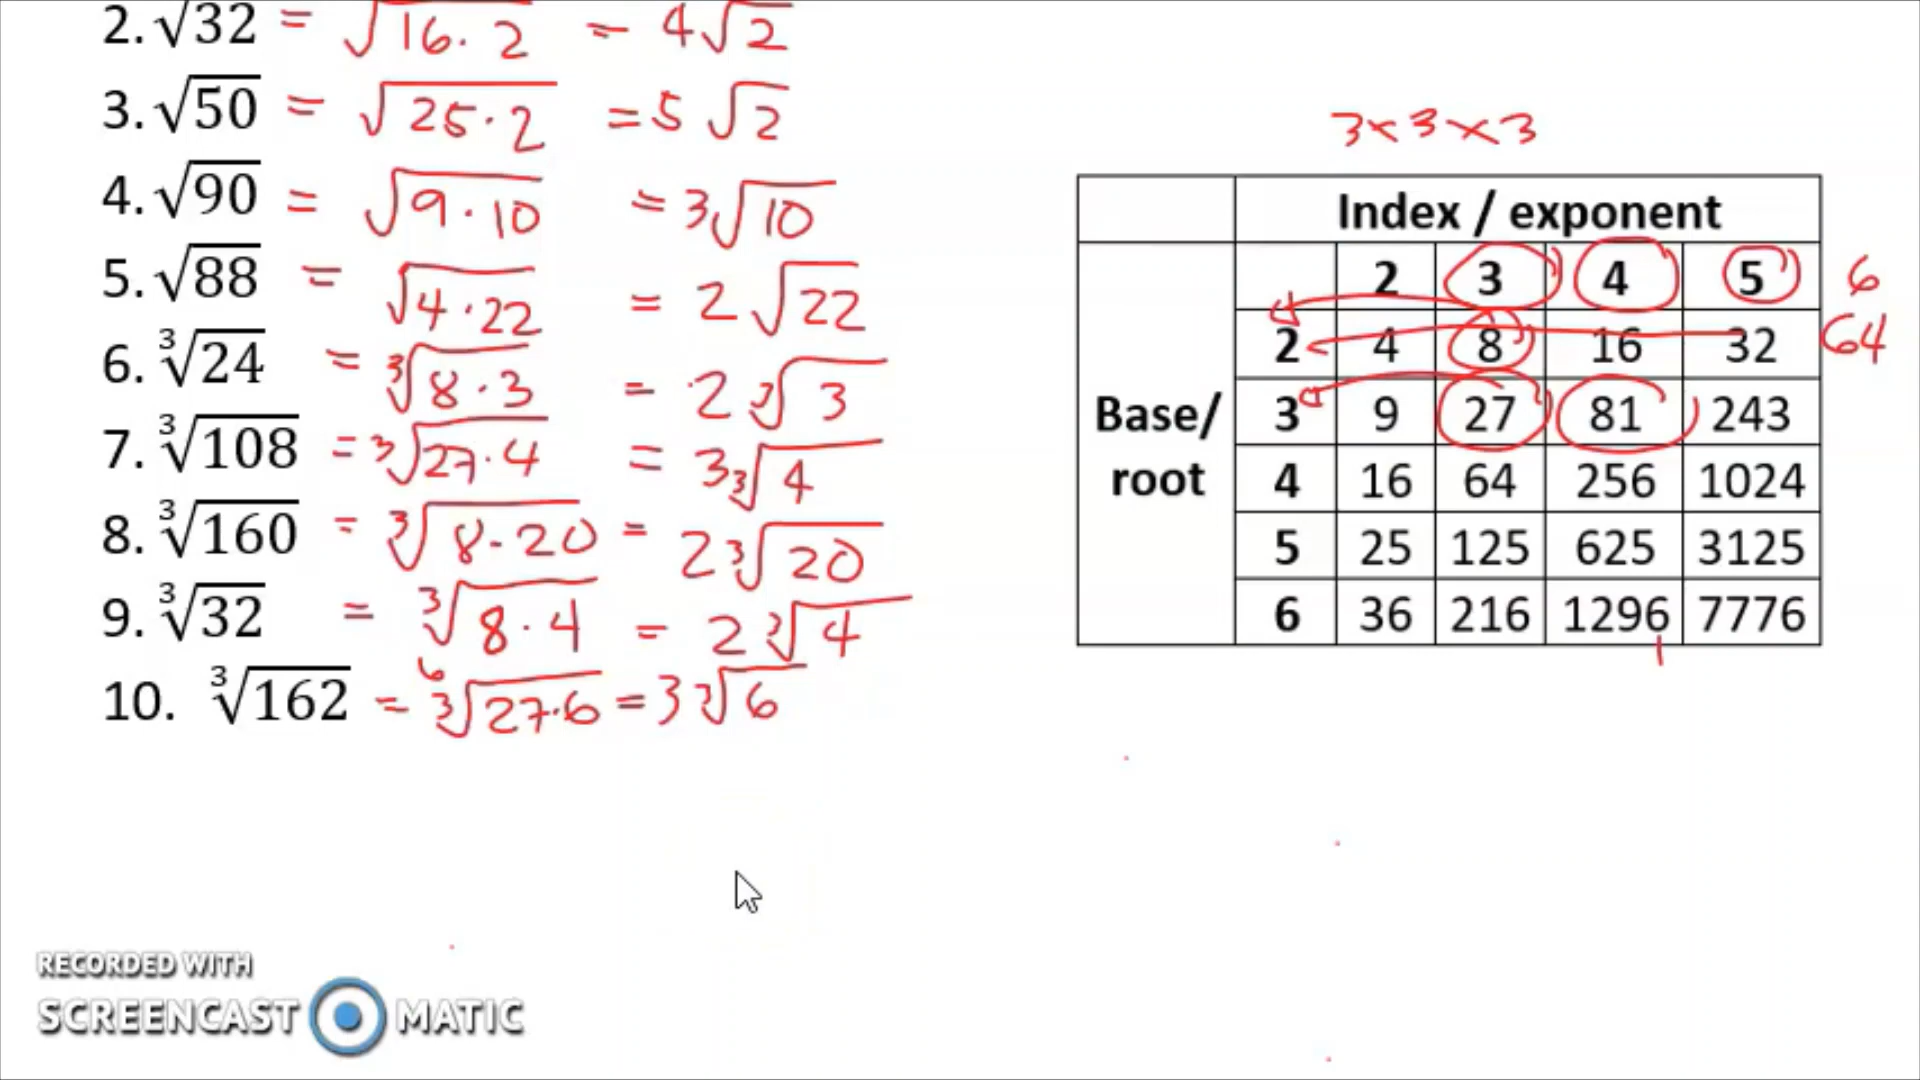 2. √32 = √16·2 = 4√2
3. √50 = √25·2 = 5√2
4. √90 = √9·10 = 3√10
5. √88 = √4·22 = 2√22
6. ∛24 = ∛8·3 = 2∛3
7. ∛108 = ∛27·4 = 3∛4
8. ∛160 = ∛8·20 = 2∛20
9. ∛32 = ∛8·4 = 2∛4
10. ∛162 = ∛27·6 = 3∛6
6
3×3×3
Index / exponent
2 3 4 5 6
Base/
root
2 4 8 16 32 64
3 9 27 81 243
4 16 64 256 1024
5 25 125 625 3125
6 36 216 1296 7776
RECORDED WITH
SCREENCAST MATIC